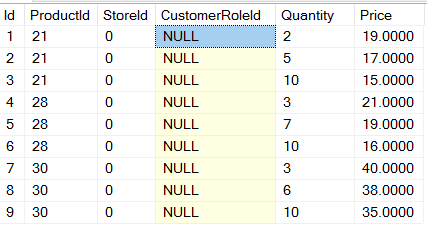 Id ProductId StoreId CustomerRoleId Quantity Price
1 21 0 NULL 2 19.0000
2 21 0 NULL 5 17.0000
3 21 0 NULL 10 15.0000
4 28 0 NULL 3 21.0000
5 28 0 NULL 7 19.0000
6 28 0 NULL 10 16.0000
7 30 0 NULL 3 40.0000
8 30 0 NULL 6 38.0000
9 30 0 NULL 10 35.0000